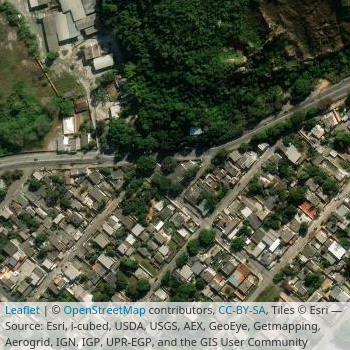 Leaflet | © OpenStreetMap contributors, CC-BY-SA, Tiles © Esri —
Source: Esri, i-cubed, USDA, USGS, AEX, GeoEye, Getmapping,
Aerogrid, IGN, IGP, UPR-EGP, and the GIS User Community